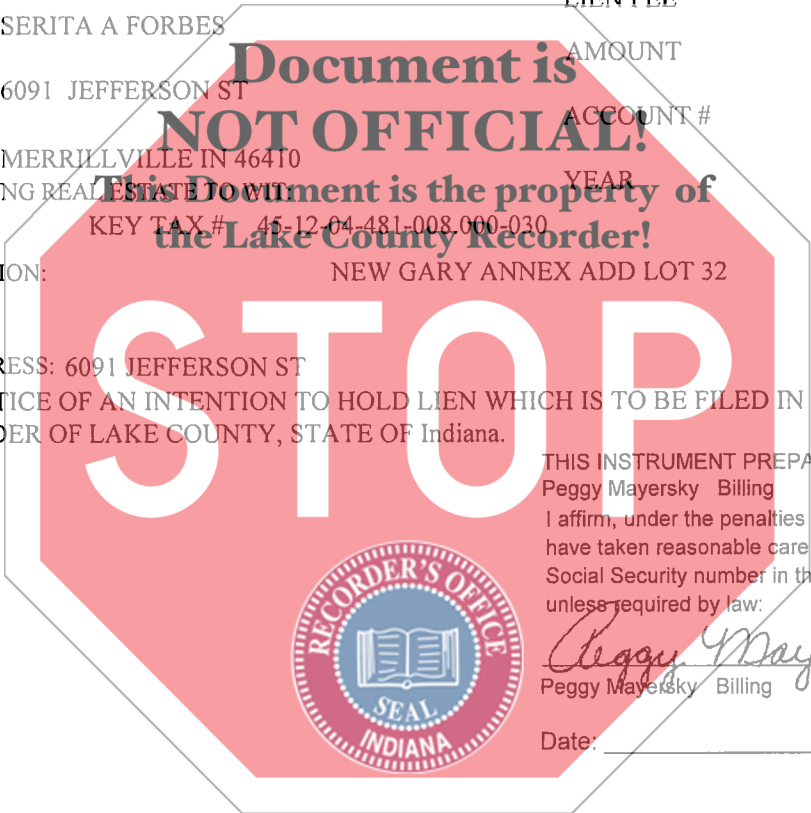 LIEN FEE
SERITA A FORBES
Document is
AMOUNT
6091 JEFFERSON ST
NOT OFFICIAL!
ACCOUNT #
MERRILLVILLE IN 46410
YEAR
NG REAL ESTATE TO WIT:
This Document is the property of
KEY TAX # 45-12-04-481-008.000-030
the Lake County Recorder!
ION: NEW GARY ANNEX ADD LOT 32
STOP
RESS: 6091 JEFFERSON ST
TICE OF AN INTENTION TO HOLD LIEN WHICH IS TO BE FILED IN
DER OF LAKE COUNTY, STATE OF Indiana.
THIS INSTRUMENT PREPA
Peggy Mayersky Billing
I affirm, under the penalties
have taken reasonable care
Social Security number in th
unless required by law:
Peggy May
Peggy Mayersky Billing
Date:
RECORDER'S OFFICE
SEAL
INDIANA